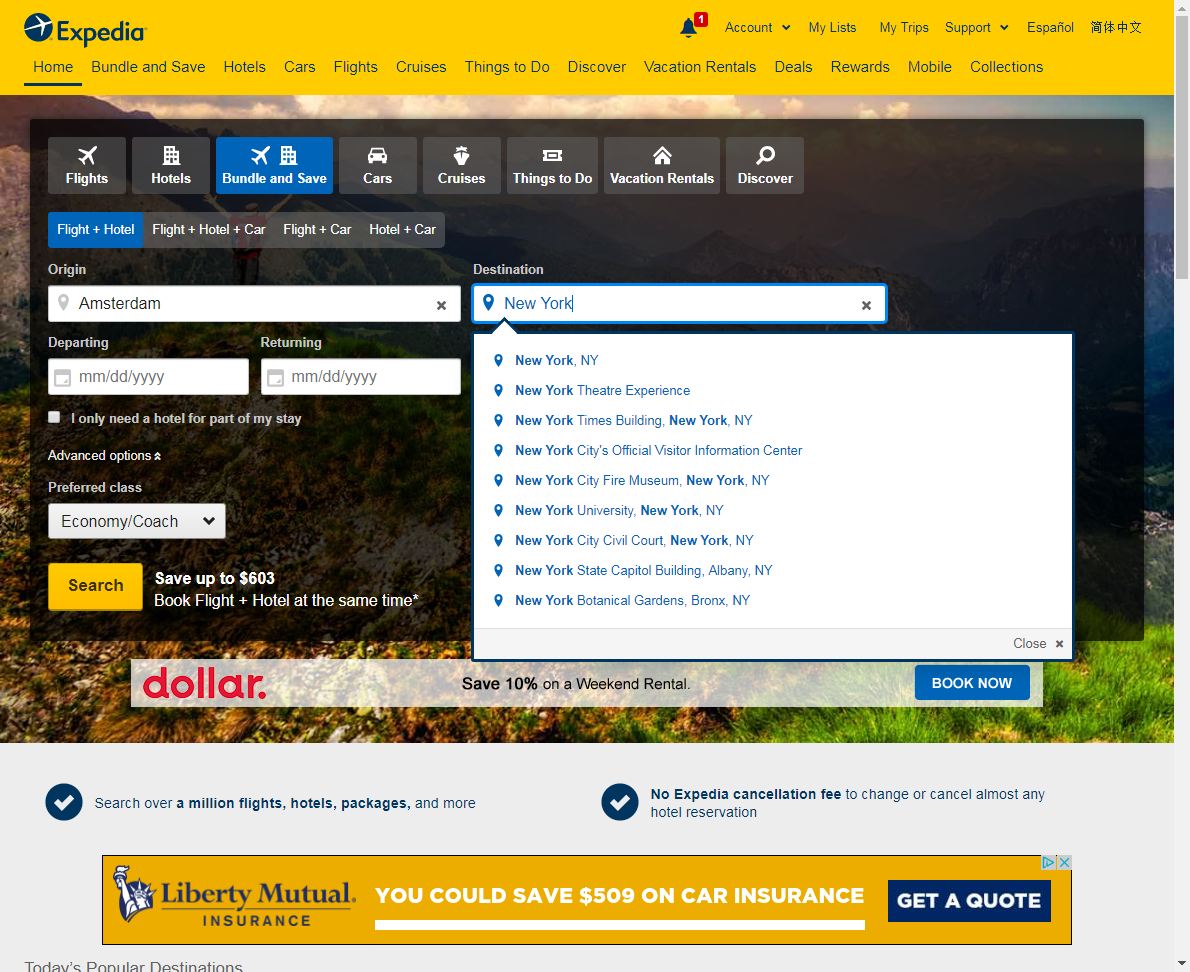 Expedia
1
Account
My Lists
My Trips
Support
Español
简体中文
Home
Bundle and Save
Hotels
Cars
Flights
Cruises
Things to Do
Discover
Vacation Rentals
Deals
Rewards
Mobile
Collections
Flights
Hotels
Bundle and Save
Cars
Cruises
Things to Do
Vacation Rentals
Discover
Flight + Hotel
Flight + Hotel + Car
Flight + Car
Hotel + Car
Origin
Amsterdam
Destination
New York
Departing
mm/dd/yyyy
Returning
mm/dd/yyyy
I only need a hotel for part of my stay
Advanced options
Preferred class
Economy/Coach
Search
Save up to $603
Book Flight + Hotel at the same time*
New York, NY
New York Theatre Experience
New York Times Building, New York, NY
New York City's Official Visitor Information Center
New York City Fire Museum, New York, NY
New York University, New York, NY
New York City Civil Court, New York, NY
New York State Capitol Building, Albany, NY
New York Botanical Gardens, Bronx, NY
Close
dollar.
Save 10% on a Weekend Rental.
BOOK NOW
Search over a million flights, hotels, packages, and more
No Expedia cancellation fee to change or cancel almost any
hotel reservation
Liberty Mutual.
INSURANCE
YOU COULD SAVE $509 ON CAR INSURANCE
GET A QUOTE
Today's Popular Destinations